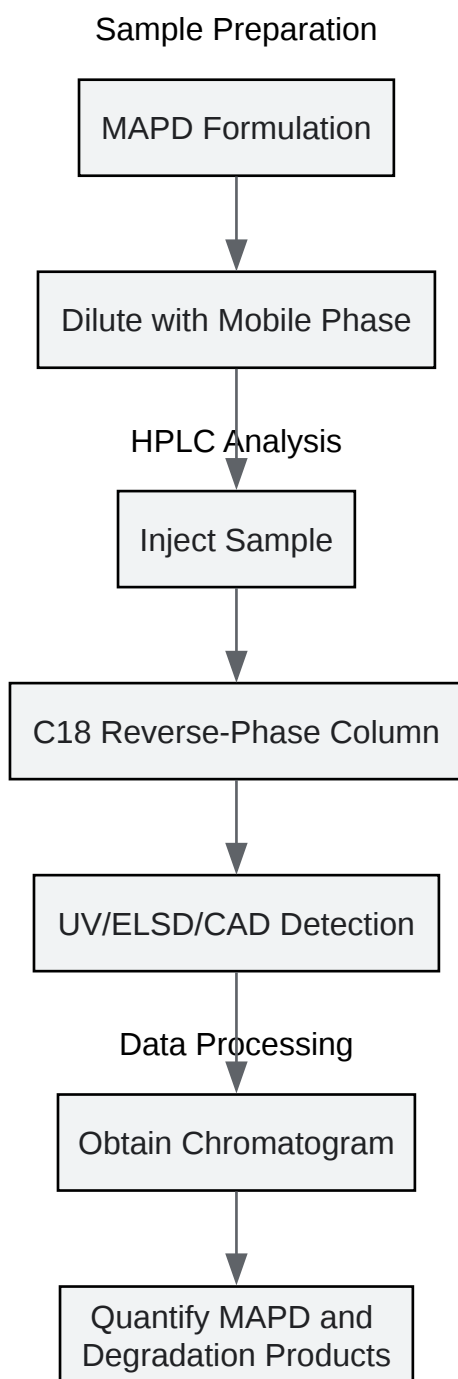 Sample Preparation
MAPD Formulation
Dilute with Mobile Phase
HPLC Analysis
Inject Sample
C18 Reverse-Phase Column
UV/ELSD/CAD Detection
Data Processing
Obtain Chromatogram
Quantify MAPD and
Degradation Products